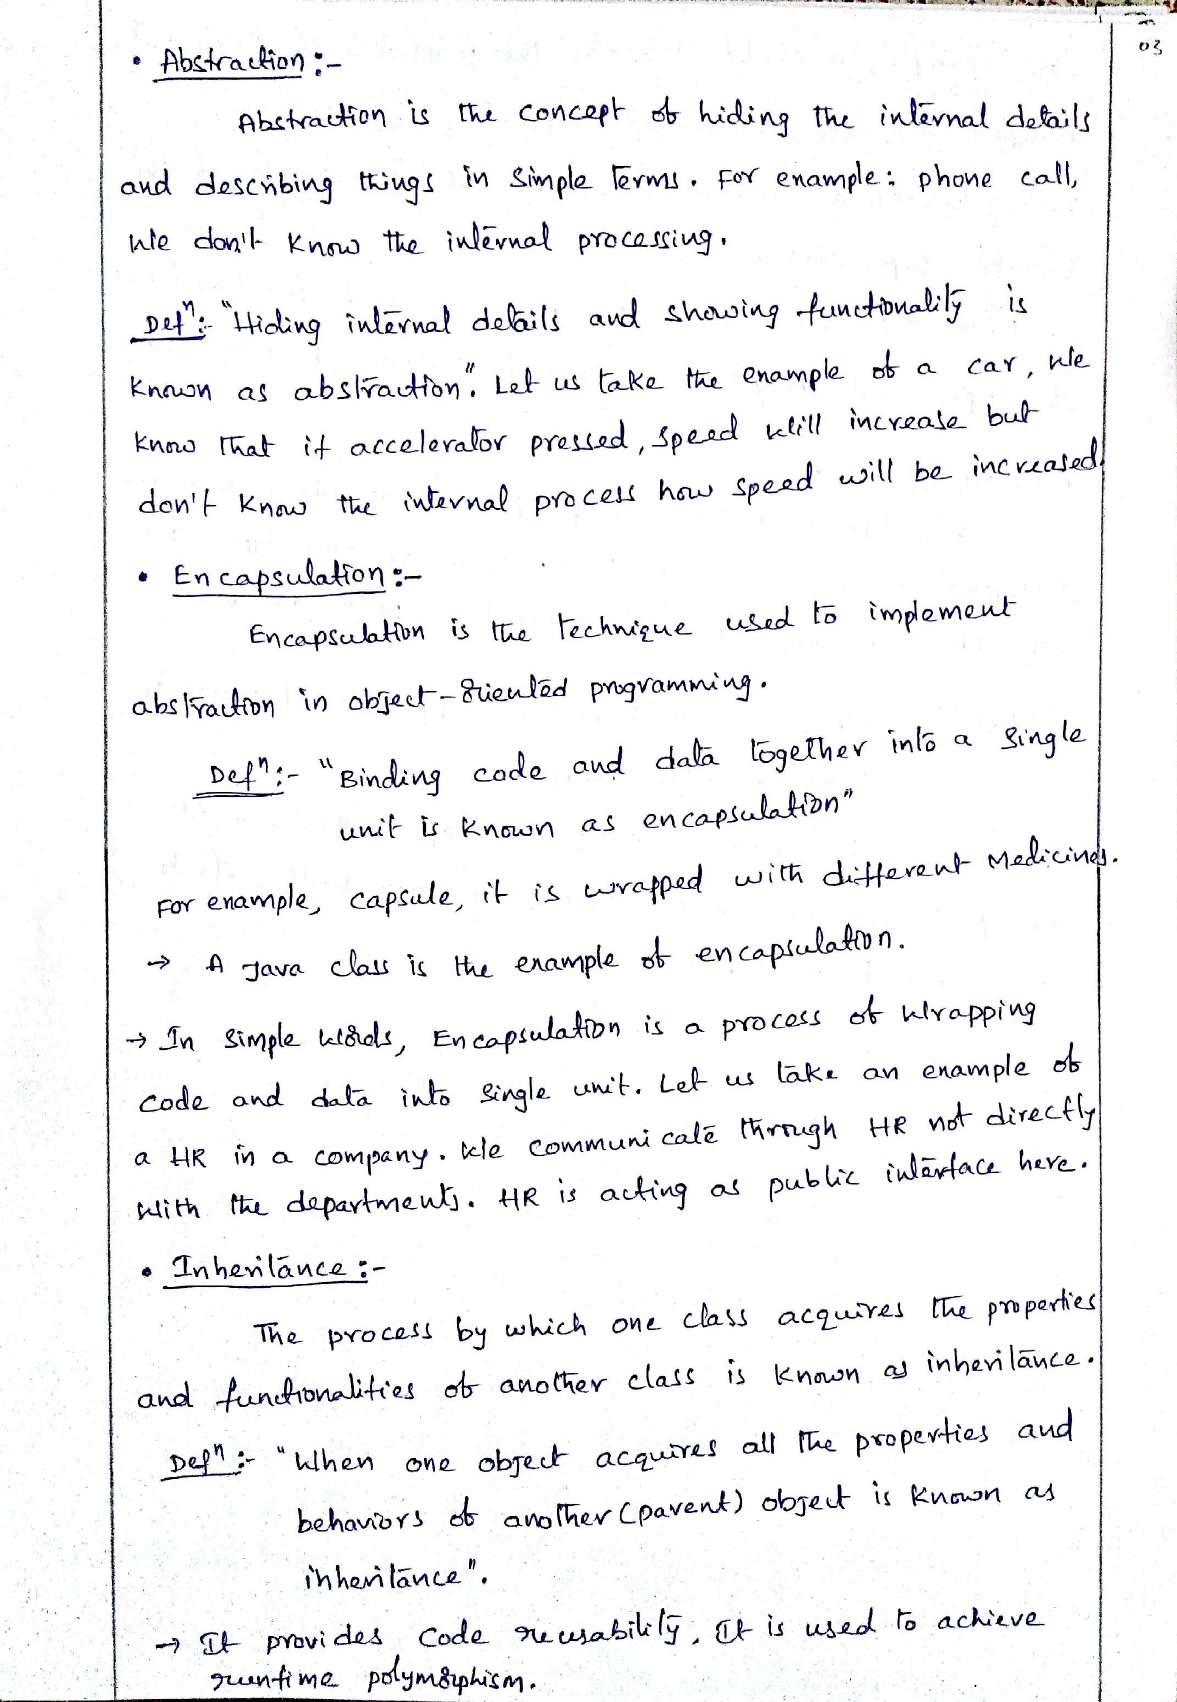 03
• Abstraction :-
Abstraction is the concept of hiding the internal details
and describing things in simple terms. For example: phone call,
We don't know the internal processing.
Defⁿ:- "Hiding internal details and showing functionality is
known as abstraction". Let us take the example of a car, we
know that if accelerator pressed, speed will increase but
don't know the internal process how speed will be increased
• Encapsulation :-
Encapsulation is the technique used to implement
abstraction in object-oriented programming.
Defⁿ:- "Binding code and data together into a single
unit is known as encapsulation"
For example, capsule, it is wrapped with different Medicines.
→ A Java class is the example of encapsulation.
→ In simple words, Encapsulation is a process of wrapping
code and data into single unit. Let us take an example of
a HR in a company. We communicate through HR not directly
with the departments. HR is acting as public interface here.
• Inheritance :-
The process by which one class acquires the properties
and functionalities of another class is known as inheritance.
Defⁿ:- "When one object acquires all the properties and
behaviors of another (parent) object is known as
inheritance".
→ It provides code reusability. It is used to achieve
runtime polymorphism.